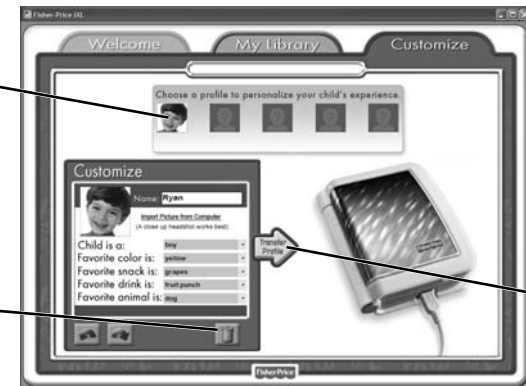 Fisher-Price iXL
Welcome
My Library
Customize
Choose a profile to personalize your child's experience.
Customize
Name: Ryan
Import Picture from Computer
(A close up headshot works best)
Child is a: boy
Favorite color is: yellow
Favorite snack is: grapes
Favorite drink is: fruit punch
Favorite animal is: dog
Transfer
Profile
Fisher-Price